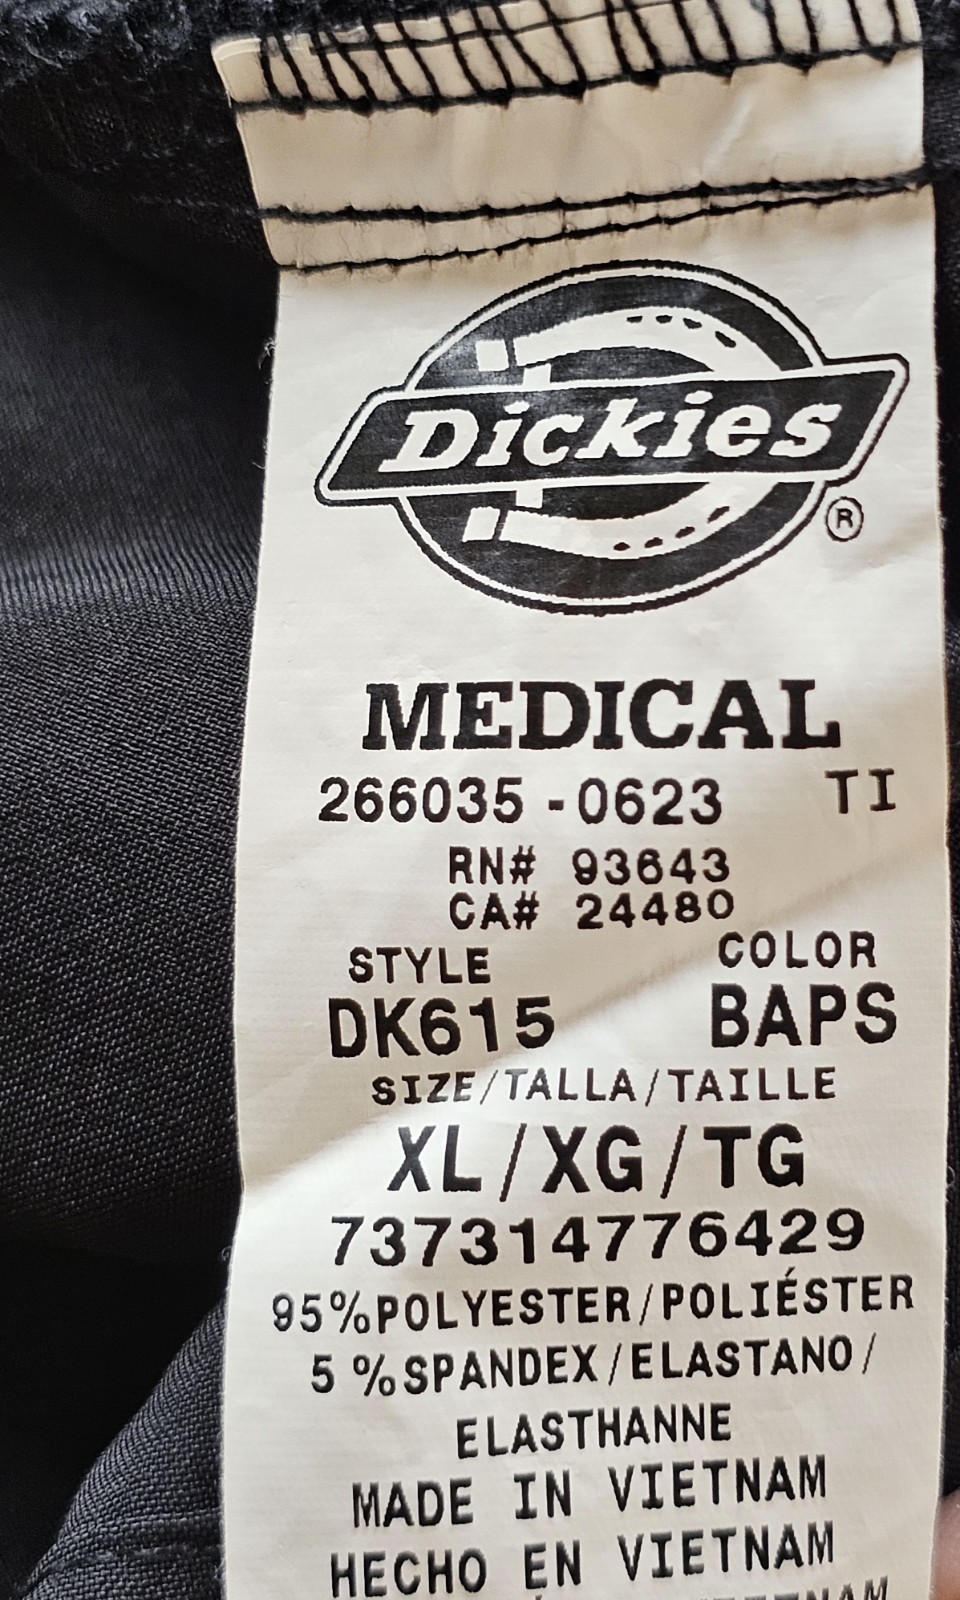 Dickies
®
MEDICAL
266035-0623 TI
RN# 93643
CA# 24480
STYLE COLOR
DK615 BAPS
SIZE/TALLA/TAILLE
XL/XG/TG
737314776429
95%POLYESTER/POLIÉSTER
5 %SPANDEX/ELASTANO/
ELASTHANNE
MADE IN VIETNAM
HECHO EN VIETNAM
VIETNAM